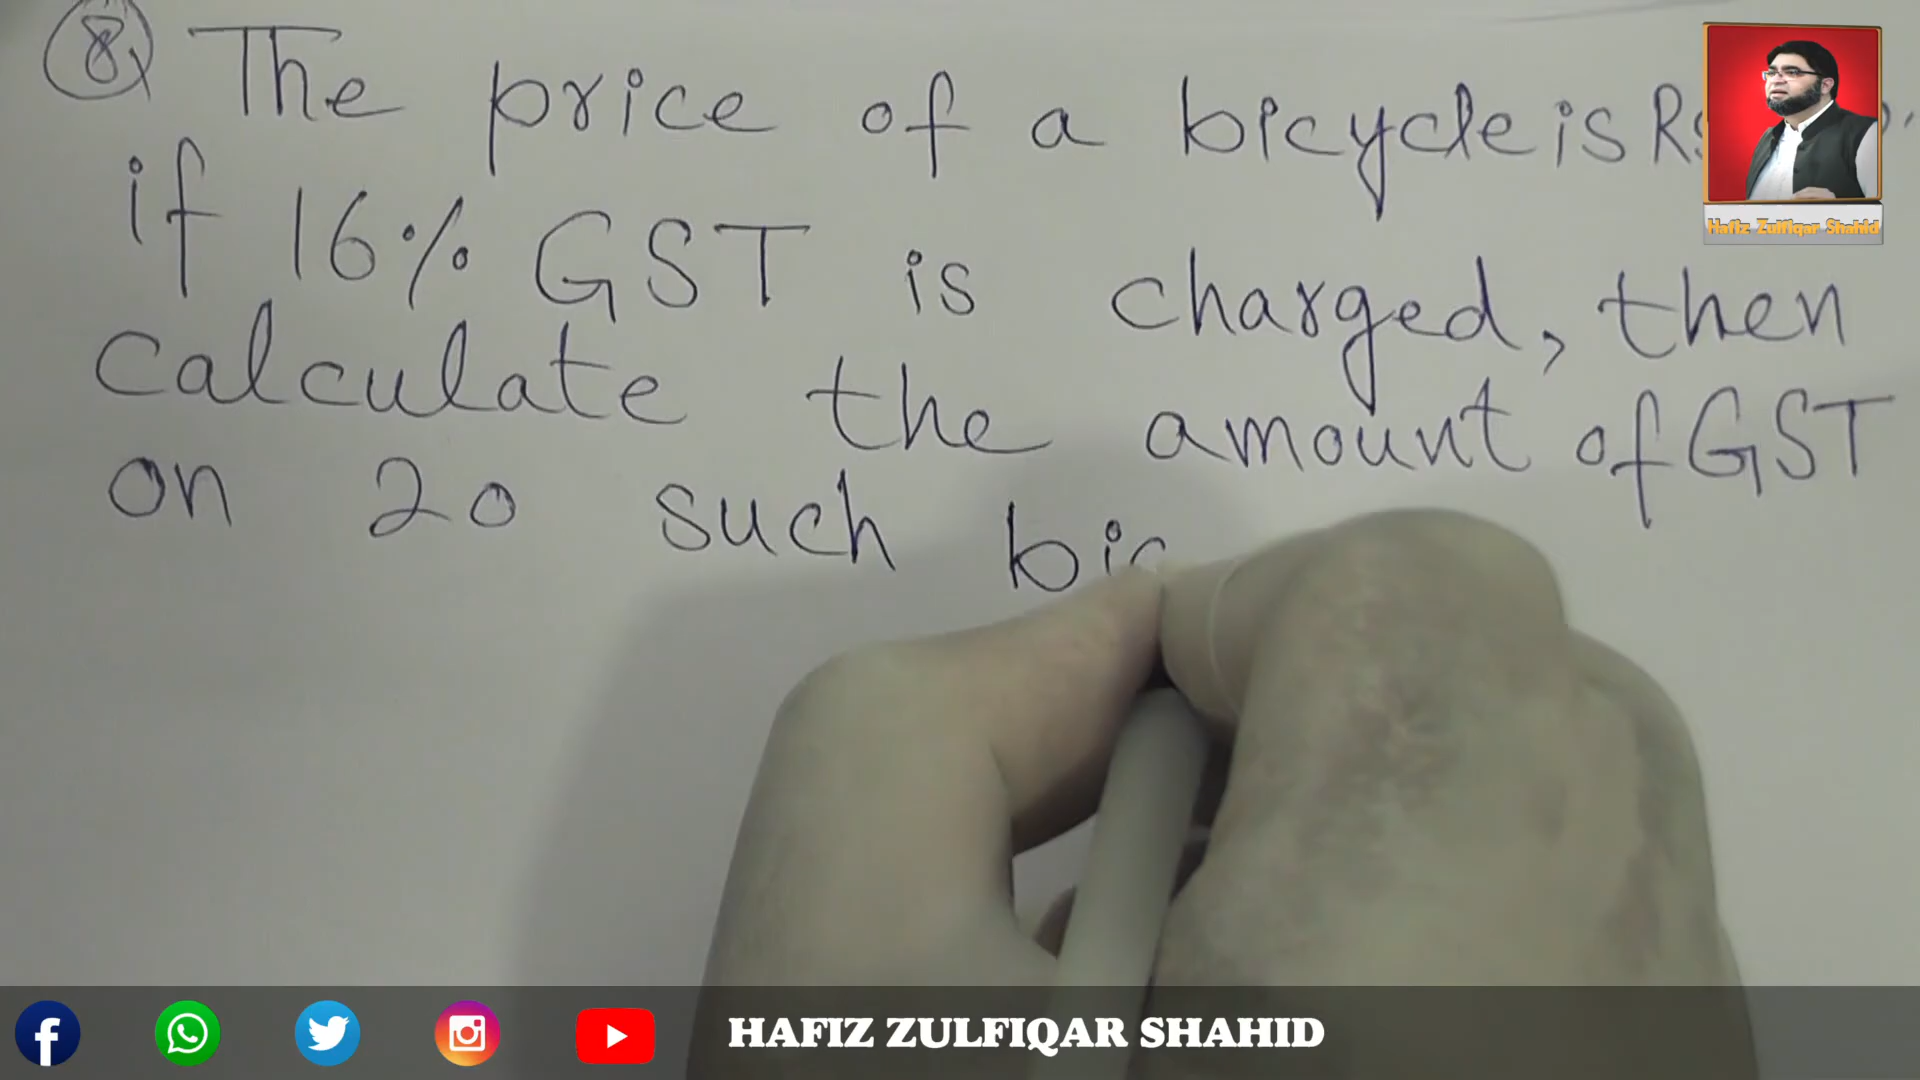 Q The price of a bicycle is Rs
Hafiz Zulfiqar Shahid
if 16% GST is charged, then
calculate the amount of GST
on 20 such bic
HAFIZ ZULFIQAR SHAHID